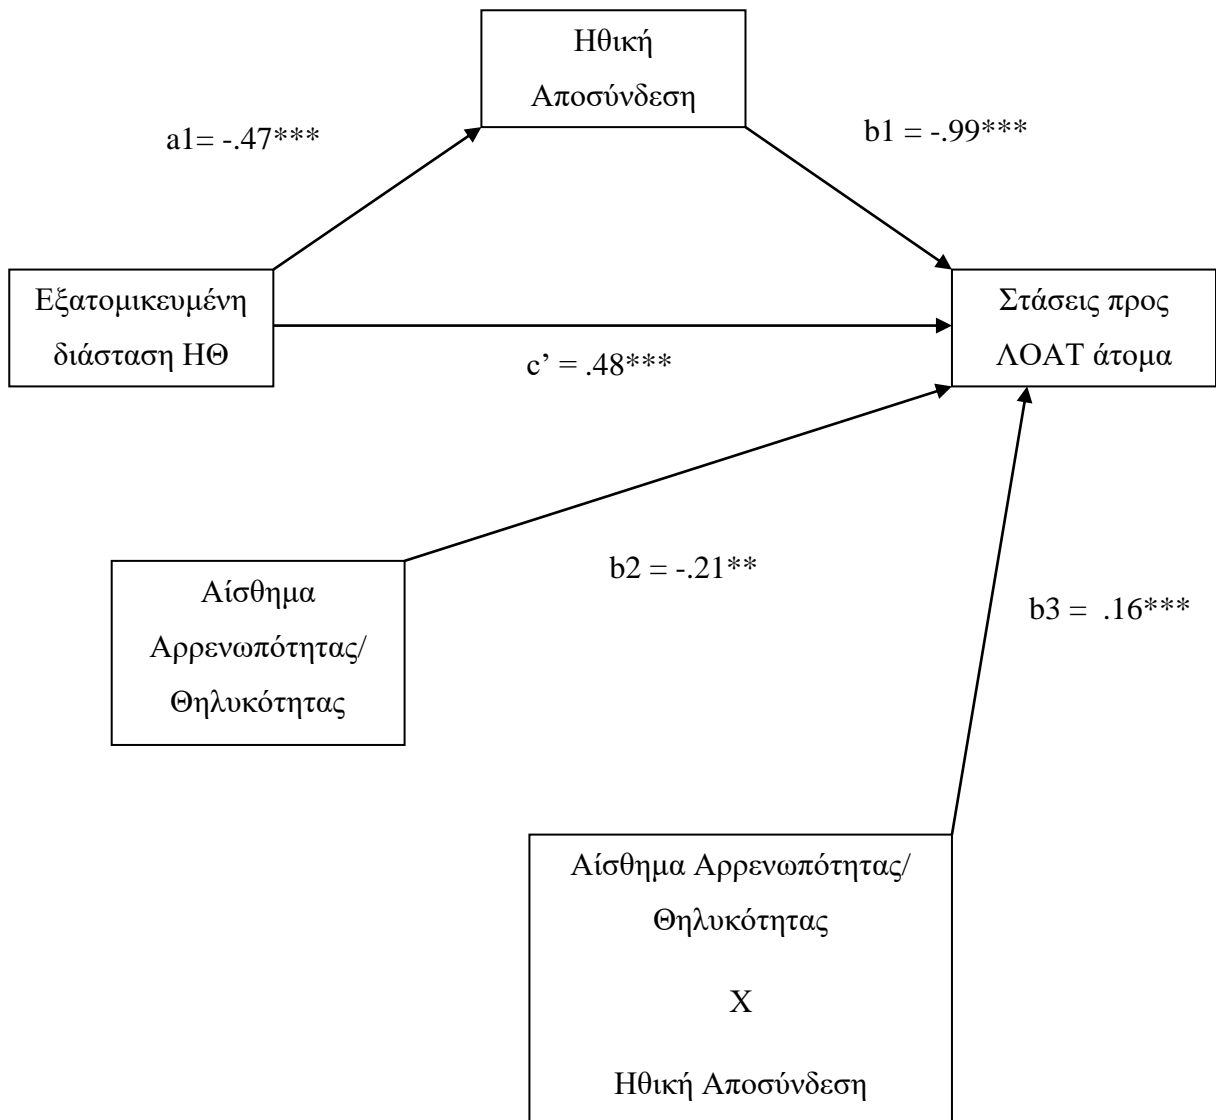 Ηθική
Αποσύνδεση
a1= -.47***
b1 = -.99***
Εξατομικευμένη
διάσταση ΗΘ
Στάσεις προς
ΛΟΑΤ άτομα
c’ = .48***
b2 = -.21**
Αίσθημα
Αρρενωπότητας/
Θηλυκότητας
b3 =  .16***
Αίσθημα Αρρενωπότητας/
Θηλυκότητας
Χ
Ηθική Αποσύνδεση